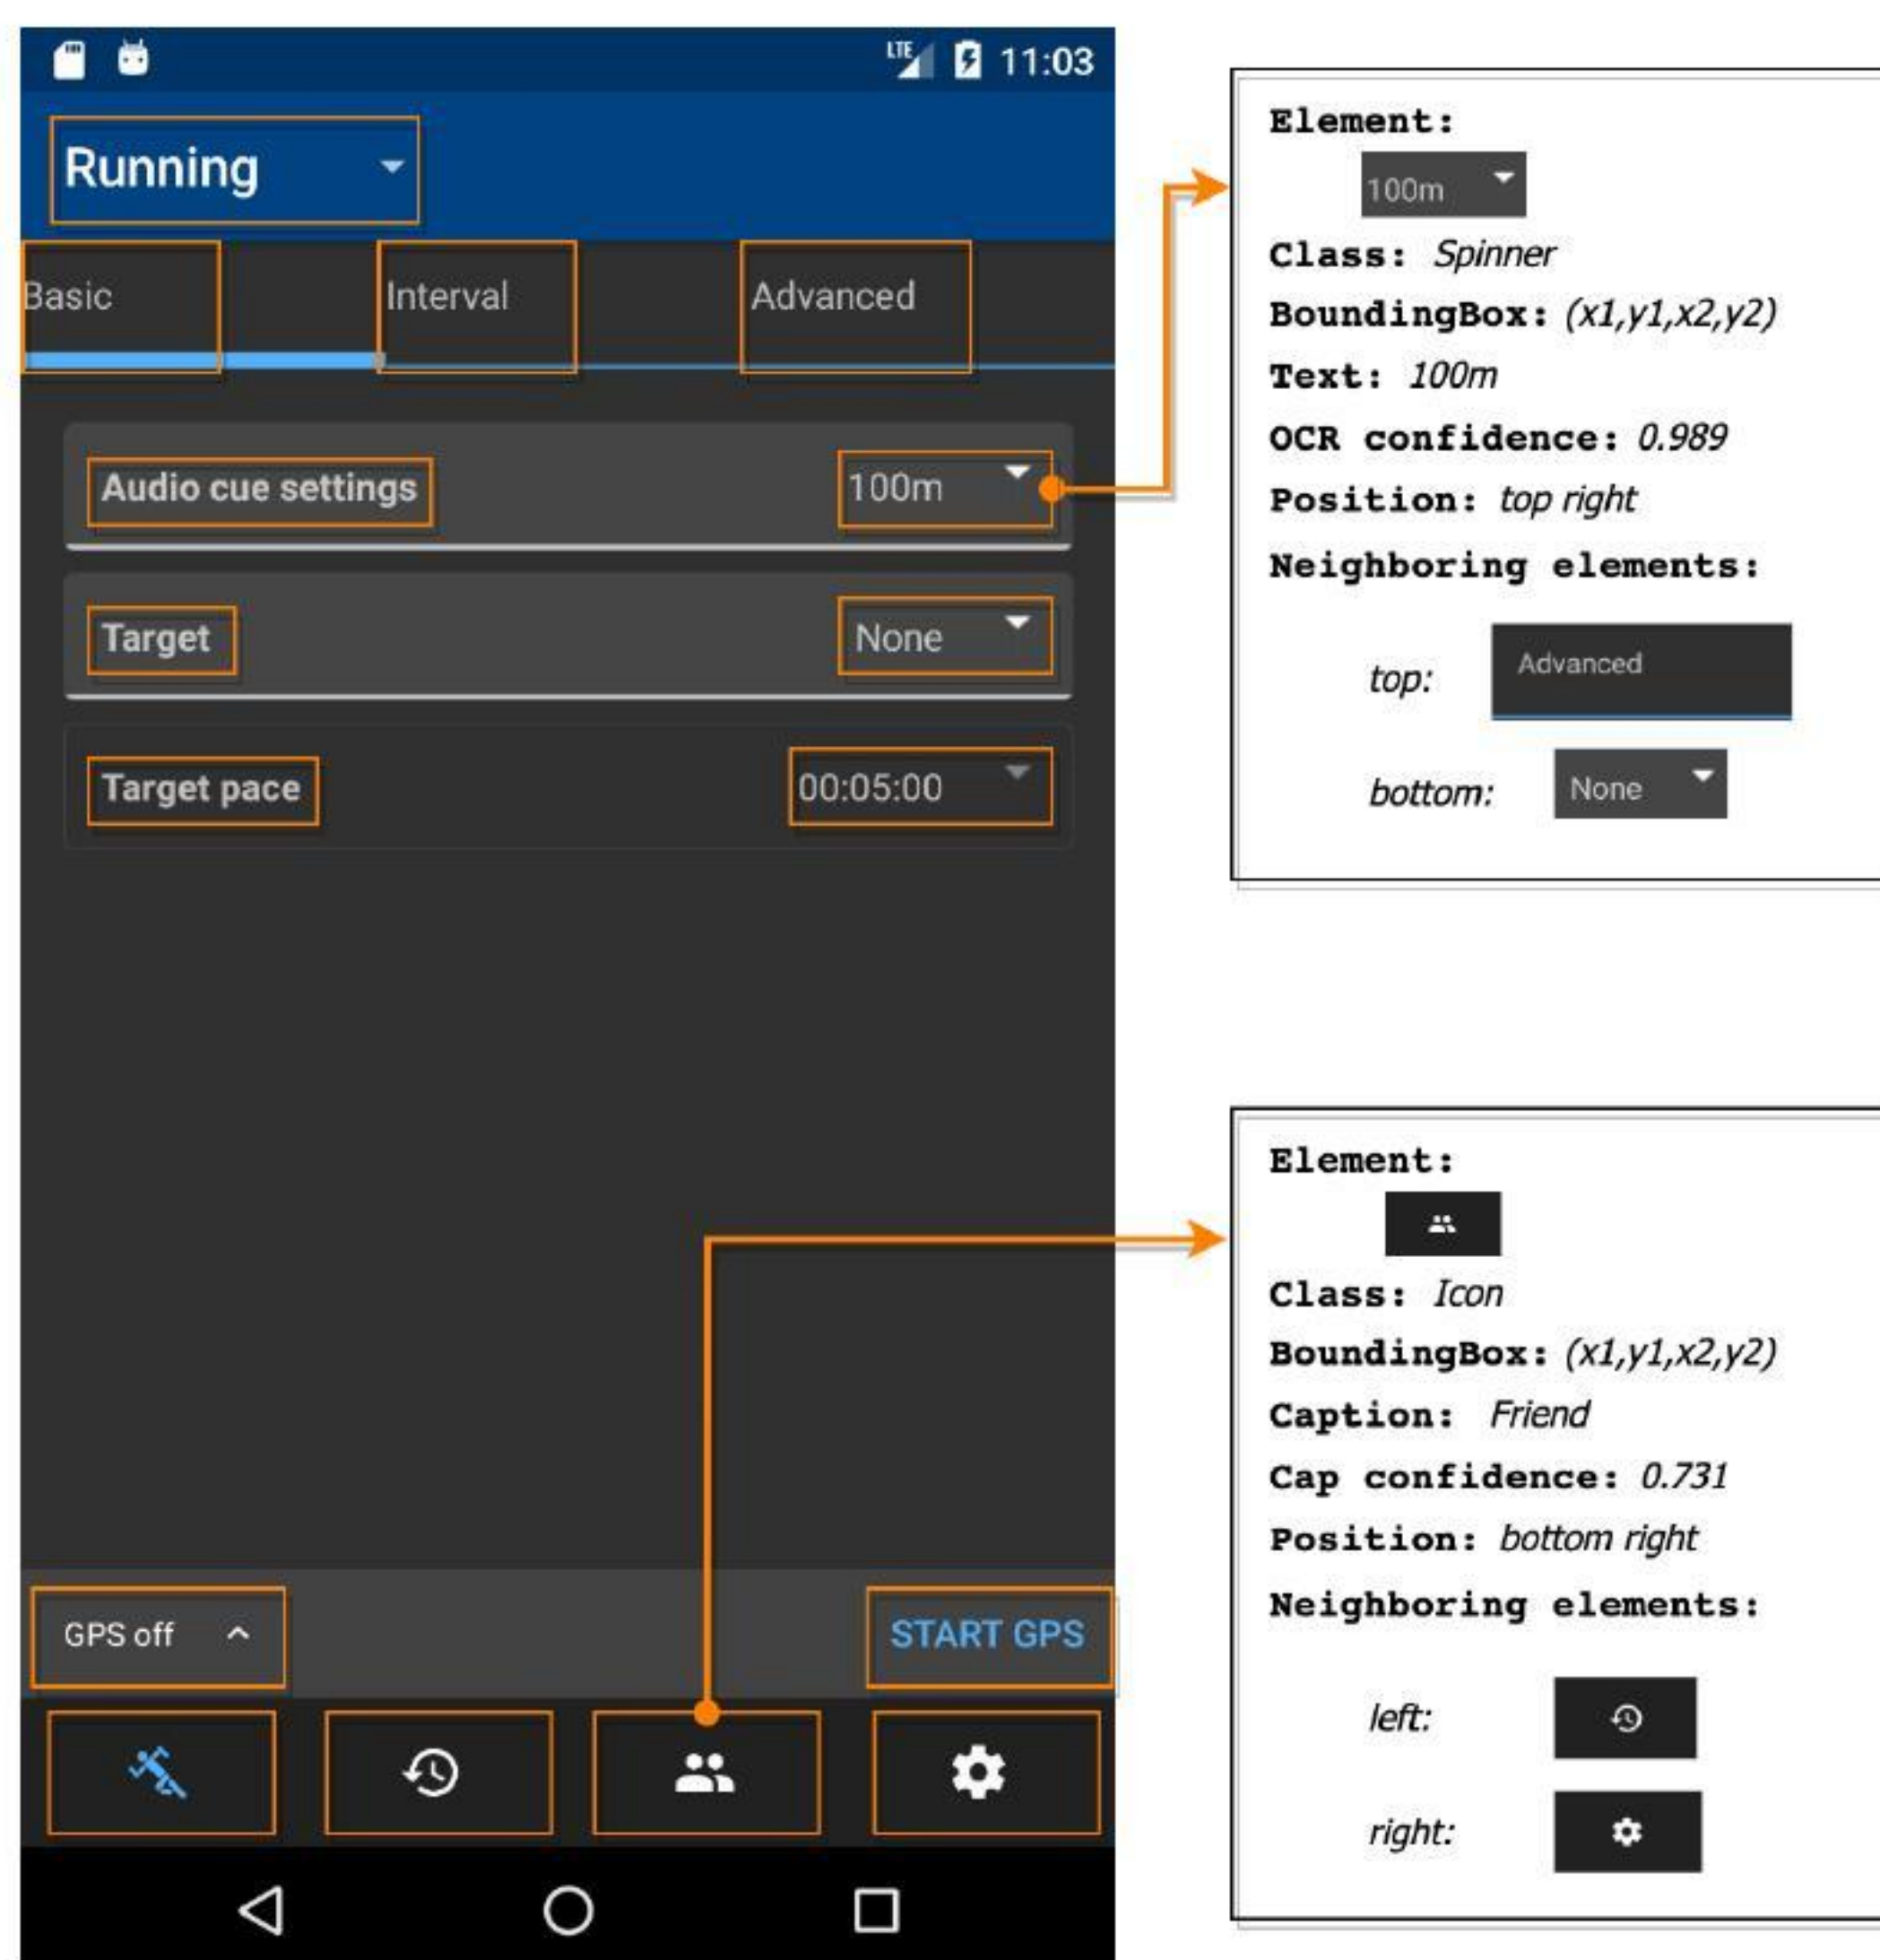 LTE 11:03
Running
Basic Interval Advanced
Audio cue settings 100m
Target None
Target pace 00:05:00
GPS off START GPS
Element:
100m
Class: Spinner
BoundingBox: (x1,y1,x2,y2)
Text: 100m
OCR confidence: 0.989
Position: top right
Neighboring elements:
top: Advanced
bottom: None
Element:
Class: Icon
BoundingBox: (x1,y1,x2,y2)
Caption: Friend
Cap confidence: 0.731
Position: bottom right
Neighboring elements:
left:
right: